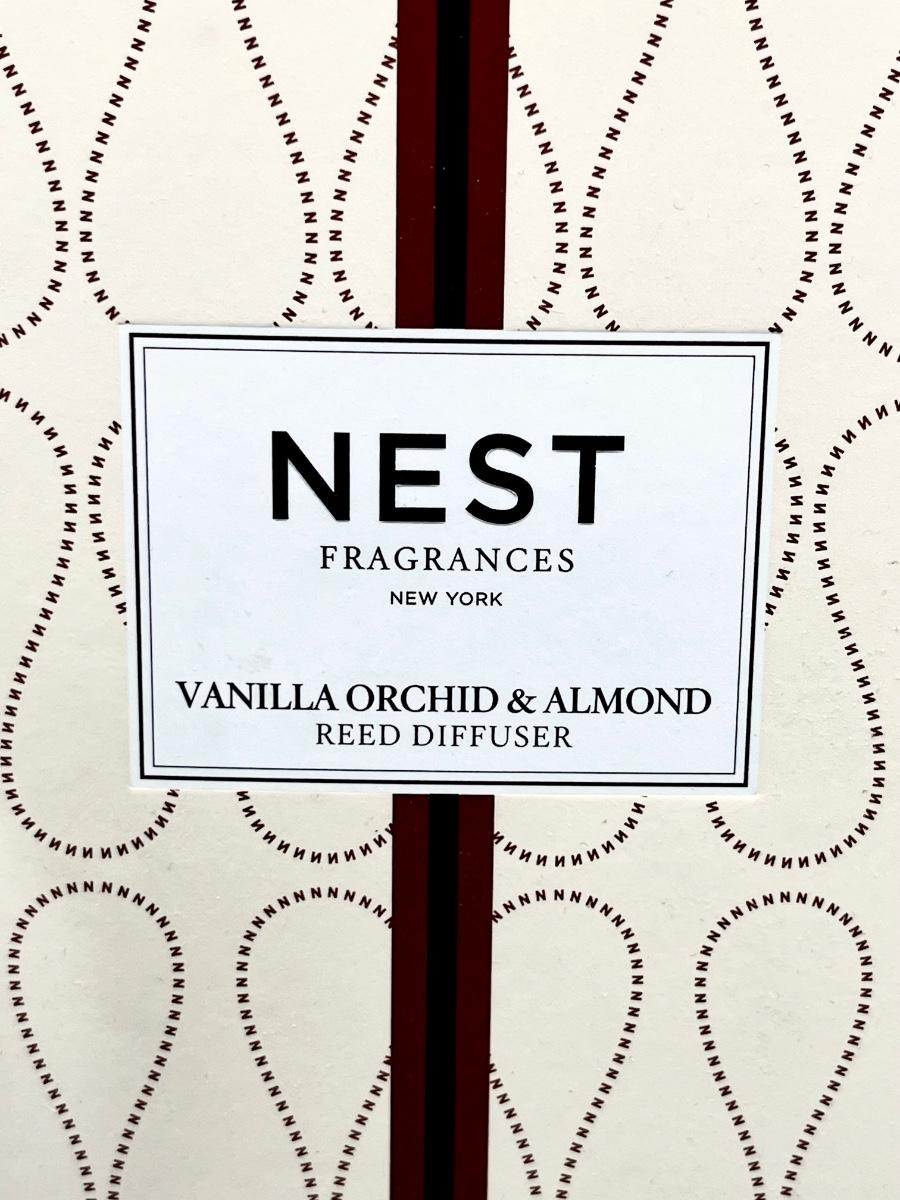 NEST
FRAGRANCES
NEW YORK
VANILLA ORCHID & ALMOND
REED DIFFUSER